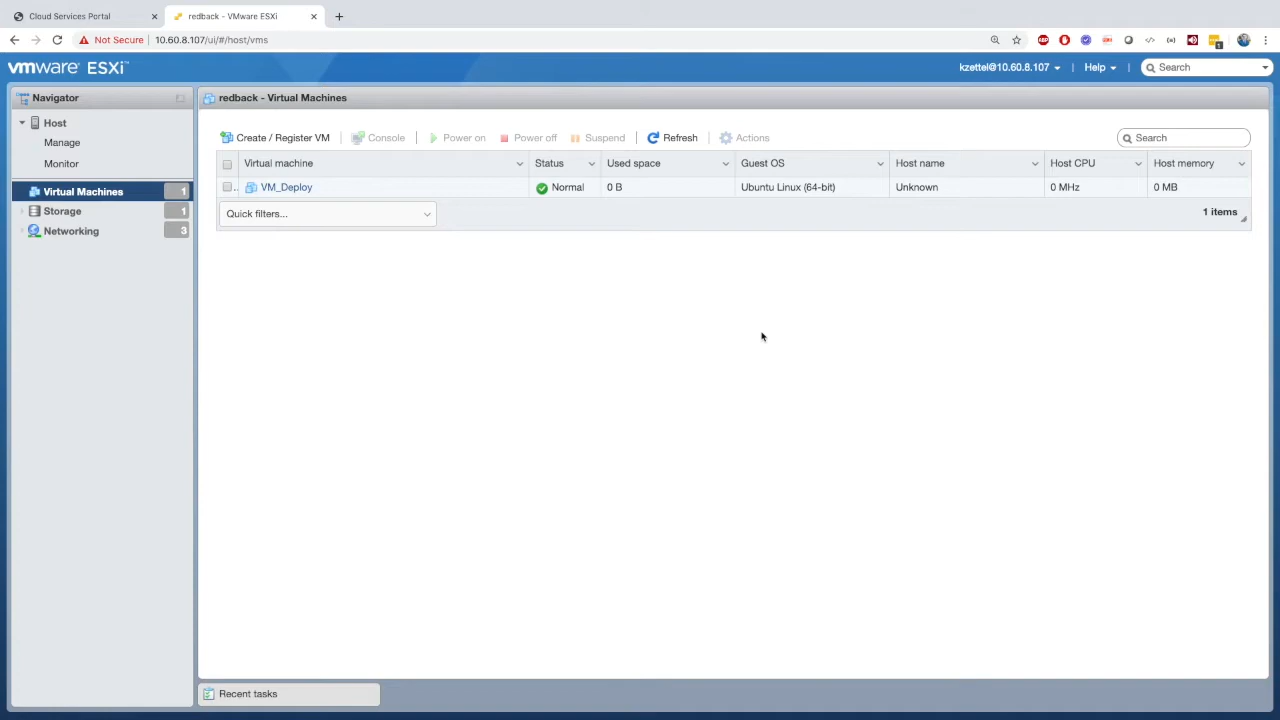 Cloud Services Portal
redback - VMware ESXi
Not Secure 10.60.8.107/ui/#/host/vms
vmware ESXi™
kzettel@10.60.8.107 | Help | Search
Navigator
Host
Manage
Monitor
Virtual Machines 1
Storage 1
Networking 3
redback - Virtual Machines
Create / Register VM | Console | Power on Power off Suspend | Refresh | Actions
Search
Virtual machine Status Used space Guest OS Host name Host CPU Host memory
VM_Deploy Normal 0 B Ubuntu Linux (64-bit) Unknown 0 MHz 0 MB
Quick filters... 1 items
Recent tasks